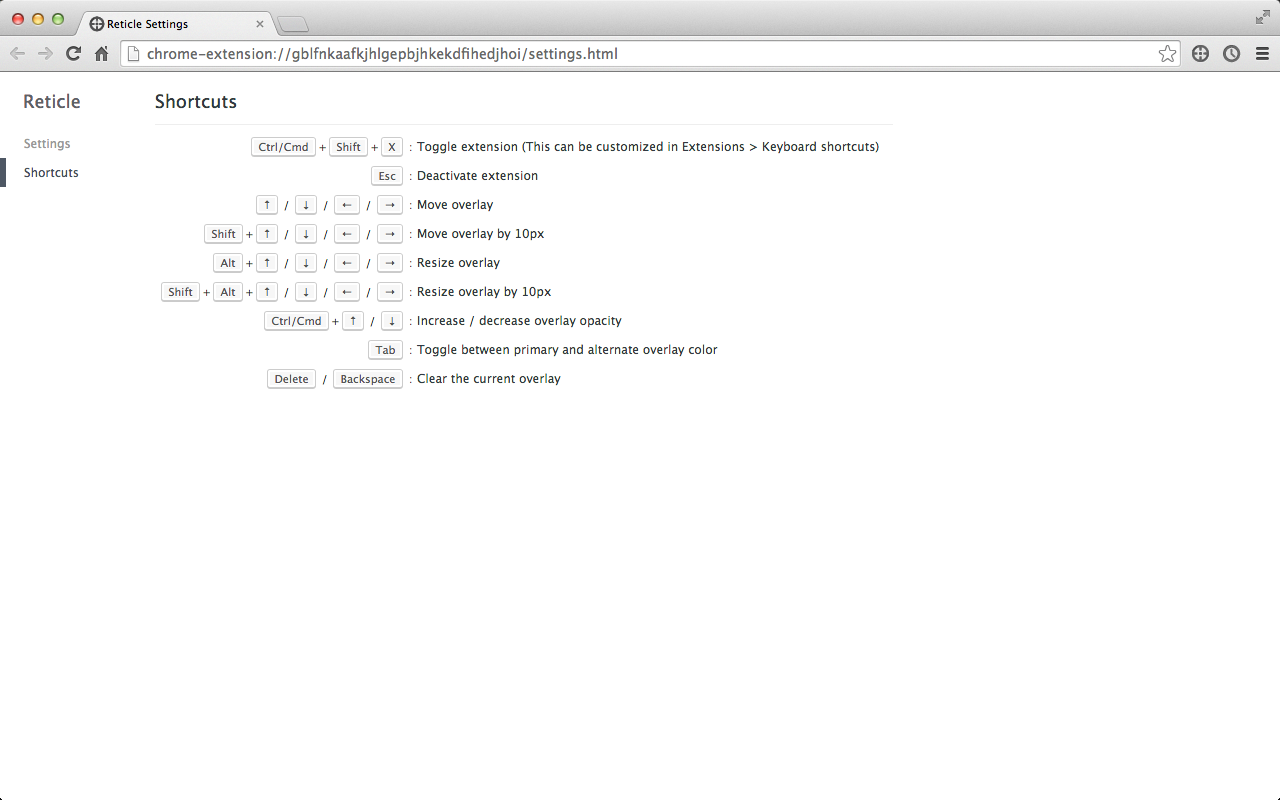 Reticle Settings
chrome-extension://gblfnkaafkjhlgepbjhkekdfihedjhoi/settings.html
Reticle
Settings
Shortcuts
Shortcuts
Ctrl/Cmd + Shift + X : Toggle extension (This can be customized in Extensions > Keyboard shortcuts)
Esc : Deactivate extension
↑ / ↓ / ← / → : Move overlay
Shift + ↑ / ↓ / ← / → : Move overlay by 10px
Alt + ↑ / ↓ / ← / → : Resize overlay
Shift + Alt + ↑ / ↓ / ← / → : Resize overlay by 10px
Ctrl/Cmd + ↑ / ↓ : Increase / decrease overlay opacity
Tab : Toggle between primary and alternate overlay color
Delete / Backspace : Clear the current overlay